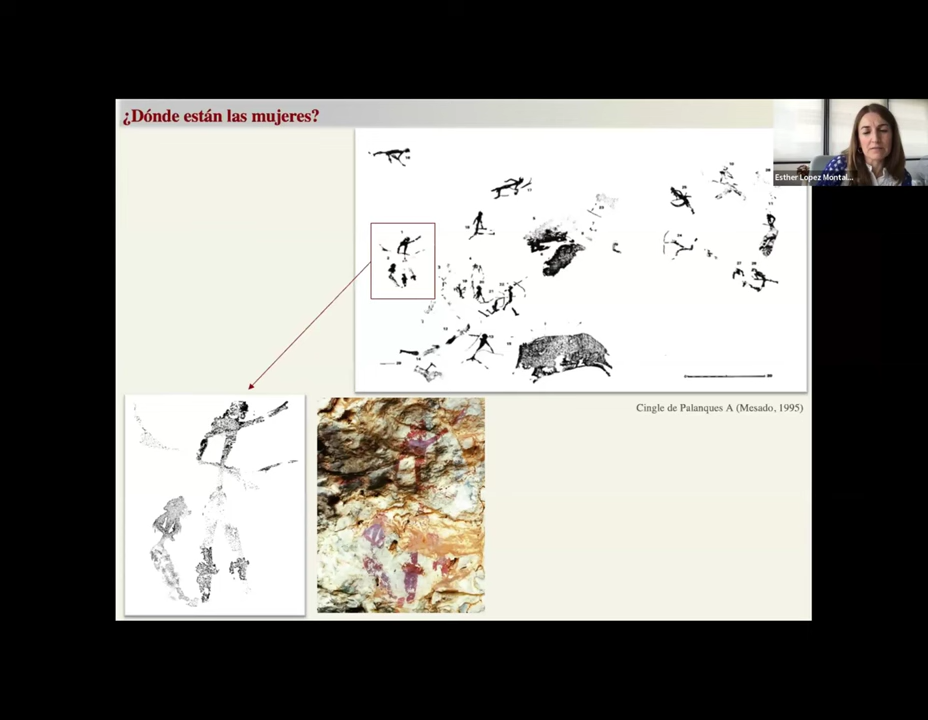 ¿Dónde están las mujeres?
Esther Lopez Montal...
Cingle de Palanques A (Mesado, 1995)